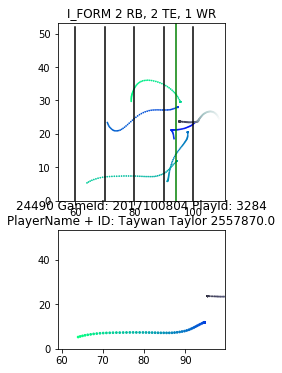 I_FORM 2 RB, 2 TE, 1 WR
50
40
30
20
10
0
60 80 100
24490 GameId: 2017100804 PlayId: 3284
PlayerName + ID: Taywan Taylor 2557870.0
40
20
0
60 70 80 90